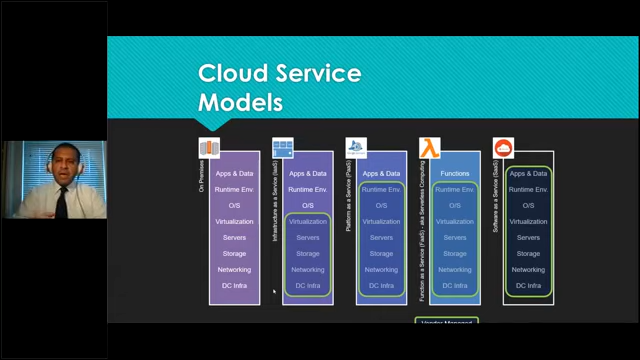 Cloud Service
Models
On Premises
Apps & Data
Runtime Env.
O/S
Virtualization
Servers
Storage
Networking
DC Infra
Infrastructure as a Service (IaaS)
Apps & Data
Runtime Env.
O/S
Virtualization
Servers
Storage
Networking
DC Infra
Platform as a Service (PaaS)
Apps & Data
Runtime Env.
O/S
Virtualization
Servers
Storage
Networking
DC Infra
Function as a Service (FaaS) - aka Serverless Computing
Functions
Runtime Env.
O/S
Virtualization
Servers
Storage
Networking
DC Infra
Software as a Service (SaaS)
Apps & Data
Runtime Env.
O/S
Virtualization
Servers
Storage
Networking
DC Infra
Vendor Managed